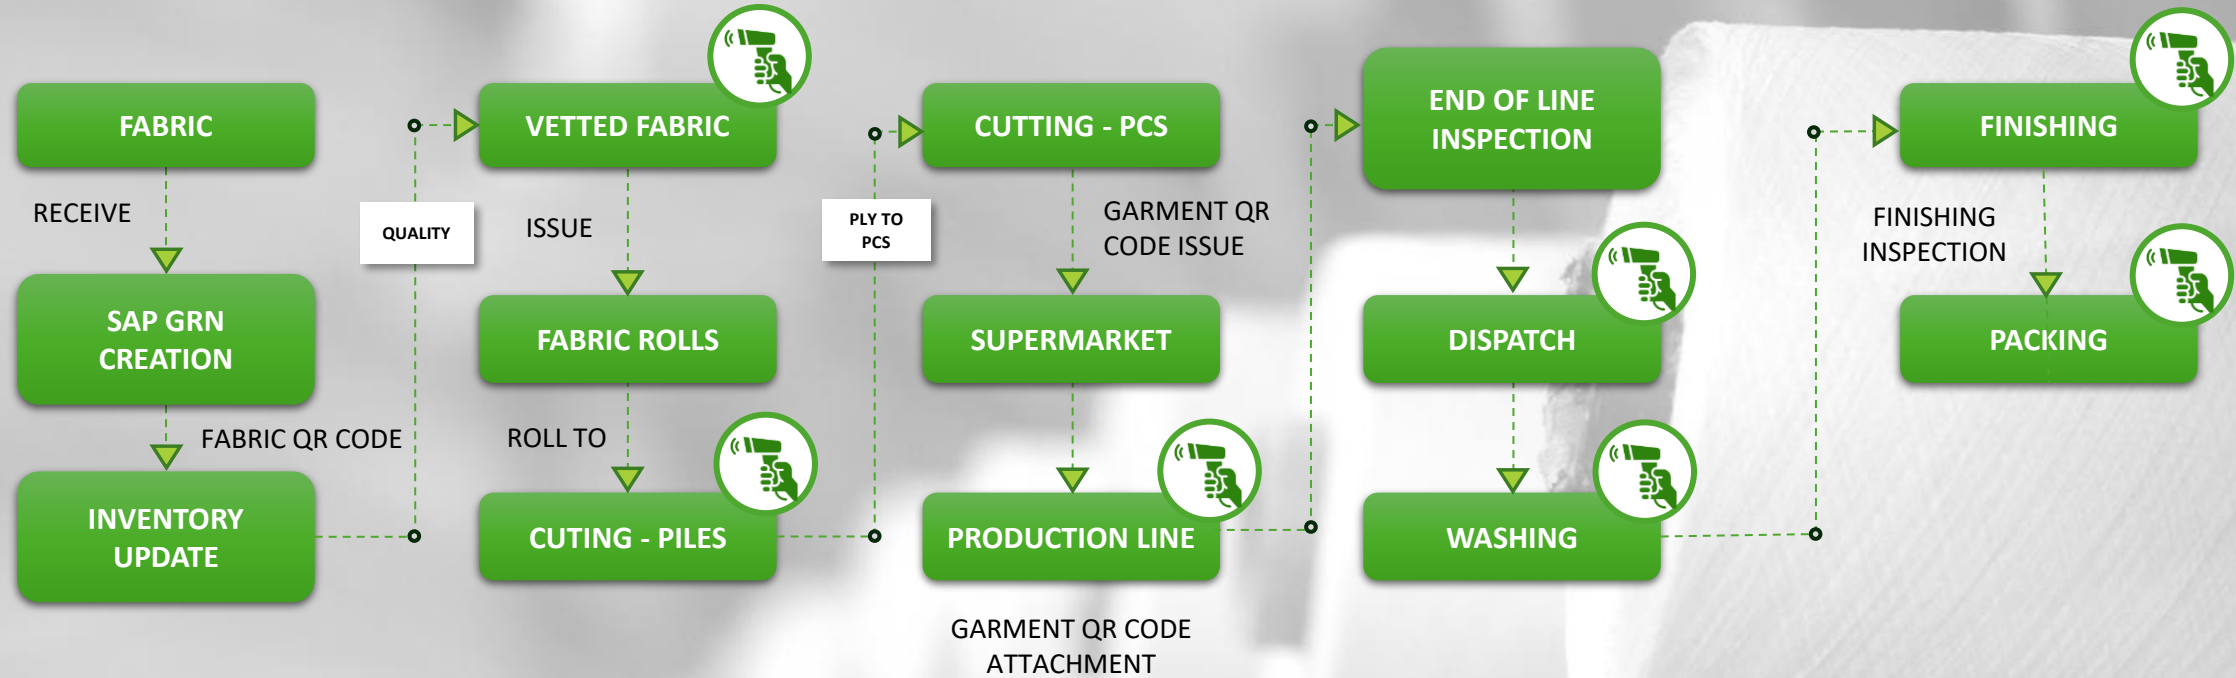 FABRIC
RECEIVE
SAP GRN
CREATION
FABRIC QR CODE
INVENTORY
UPDATE
QUALITY
VETTED FABRIC
ISSUE
FABRIC ROLLS
ROLL TO
CUTING - PILES
PLY TO
PCS
CUTTING - PCS
GARMENT QR
CODE ISSUE
SUPERMARKET
PRODUCTION LINE
GARMENT QR CODE
ATTACHMENT
END OF LINE
INSPECTION
DISPATCH
WASHING
FINISHING
FINISHING
INSPECTION
PACKING